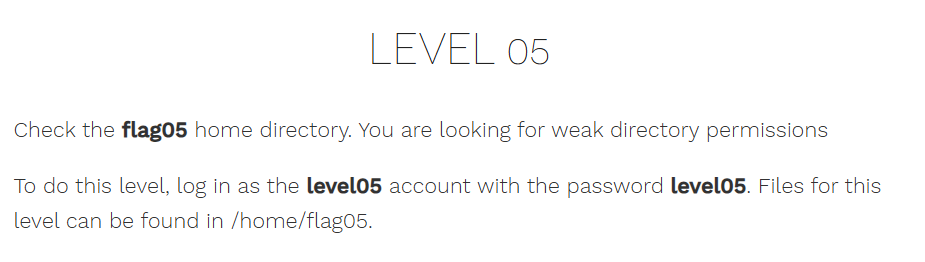 LEVEL 05
Check the flag05 home directory. You are looking for weak directory permissions
To do this level, log in as the level05 account with the password level05. Files for this
level can be found in /home/flag05.